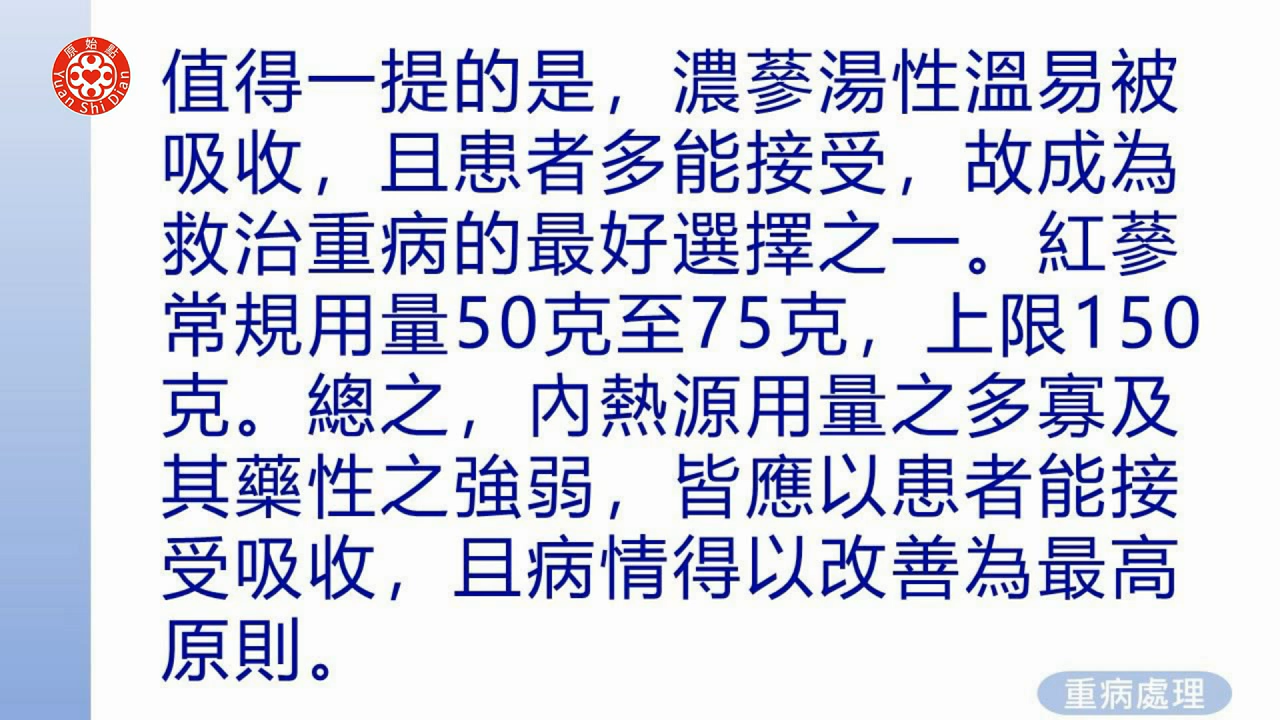 原始點
Yuan Shi Dian
值得一提的是，濃蔘湯性溫易被
吸收，且患者多能接受，故成為
救治重病的最好選擇之一。紅蔘
常規用量50克至75克，上限150
克。總之，內熱源用量之多寡及
其藥性之強弱，皆應以患者能接
受吸收，且病情得以改善為最高
原則。
重病處理